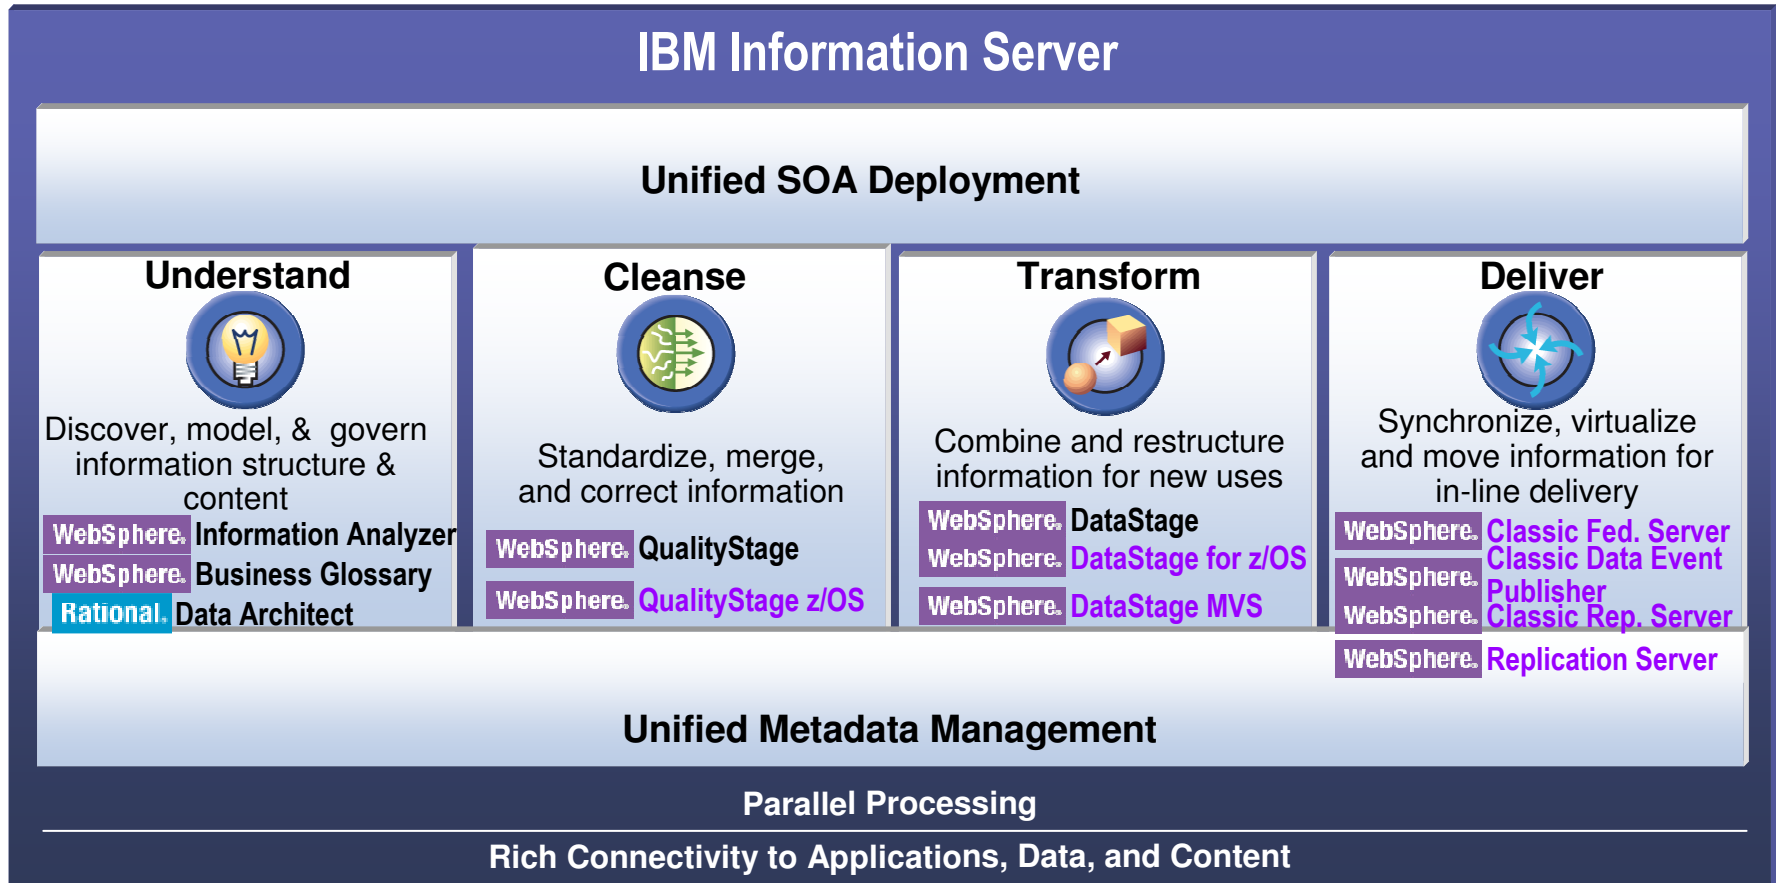 IBM Information Server
Unified SOA Deployment
Understand
Discover, model, & govern
information structure &
content
WebSphere. Information Analyzer
WebSphere. Business Glossary
Rational. Data Architect
Cleanse
Standardize, merge,
and correct information
WebSphere. QualityStage
WebSphere. QualityStage z/OS
Transform
Combine and restructure
information for new uses
WebSphere. DataStage
WebSphere. DataStage for z/OS
WebSphere. DataStage MVS
Deliver
Synchronize, virtualize
and move information for
in-line delivery
WebSphere. Classic Fed. Server
WebSphere. Classic Data Event
Publisher
WebSphere. Classic Rep. Server
WebSphere. Replication Server
Unified Metadata Management
Parallel Processing
Rich Connectivity to Applications, Data, and Content